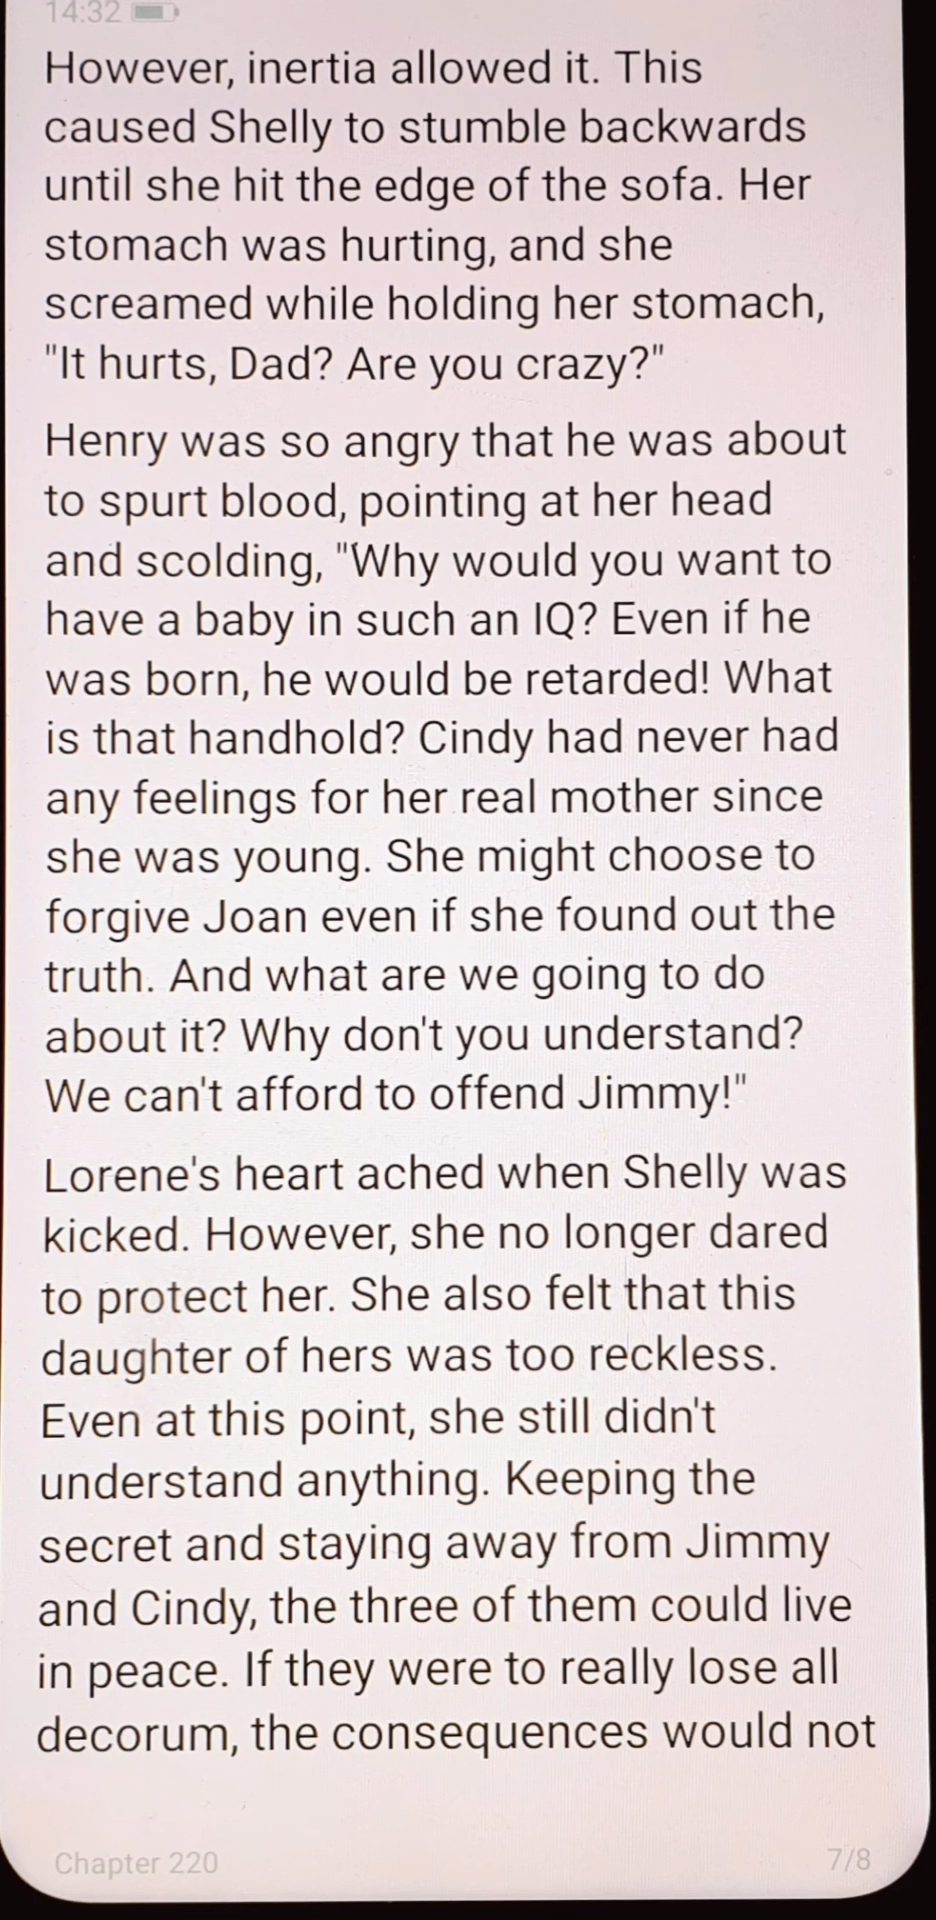 14:32
However, inertia allowed it. This
caused Shelly to stumble backwards
until she hit the edge of the sofa. Her
stomach was hurting, and she
screamed while holding her stomach,
"It hurts, Dad? Are you crazy?"
Henry was so angry that he was about
to spurt blood, pointing at her head
and scolding, "Why would you want to
have a baby in such an IQ? Even if he
was born, he would be retarded! What
is that handhold? Cindy had never had
any feelings for her real mother since
she was young. She might choose to
forgive Joan even if she found out the
truth. And what are we going to do
about it? Why don't you understand?
We can't afford to offend Jimmy!"
Lorene's heart ached when Shelly was
kicked. However, she no longer dared
to protect her. She also felt that this
daughter of hers was too reckless.
Even at this point, she still didn't
understand anything. Keeping the
secret and staying away from Jimmy
and Cindy, the three of them could live
in peace. If they were to really lose all
decorum, the consequences would not
Chapter 220
7/8